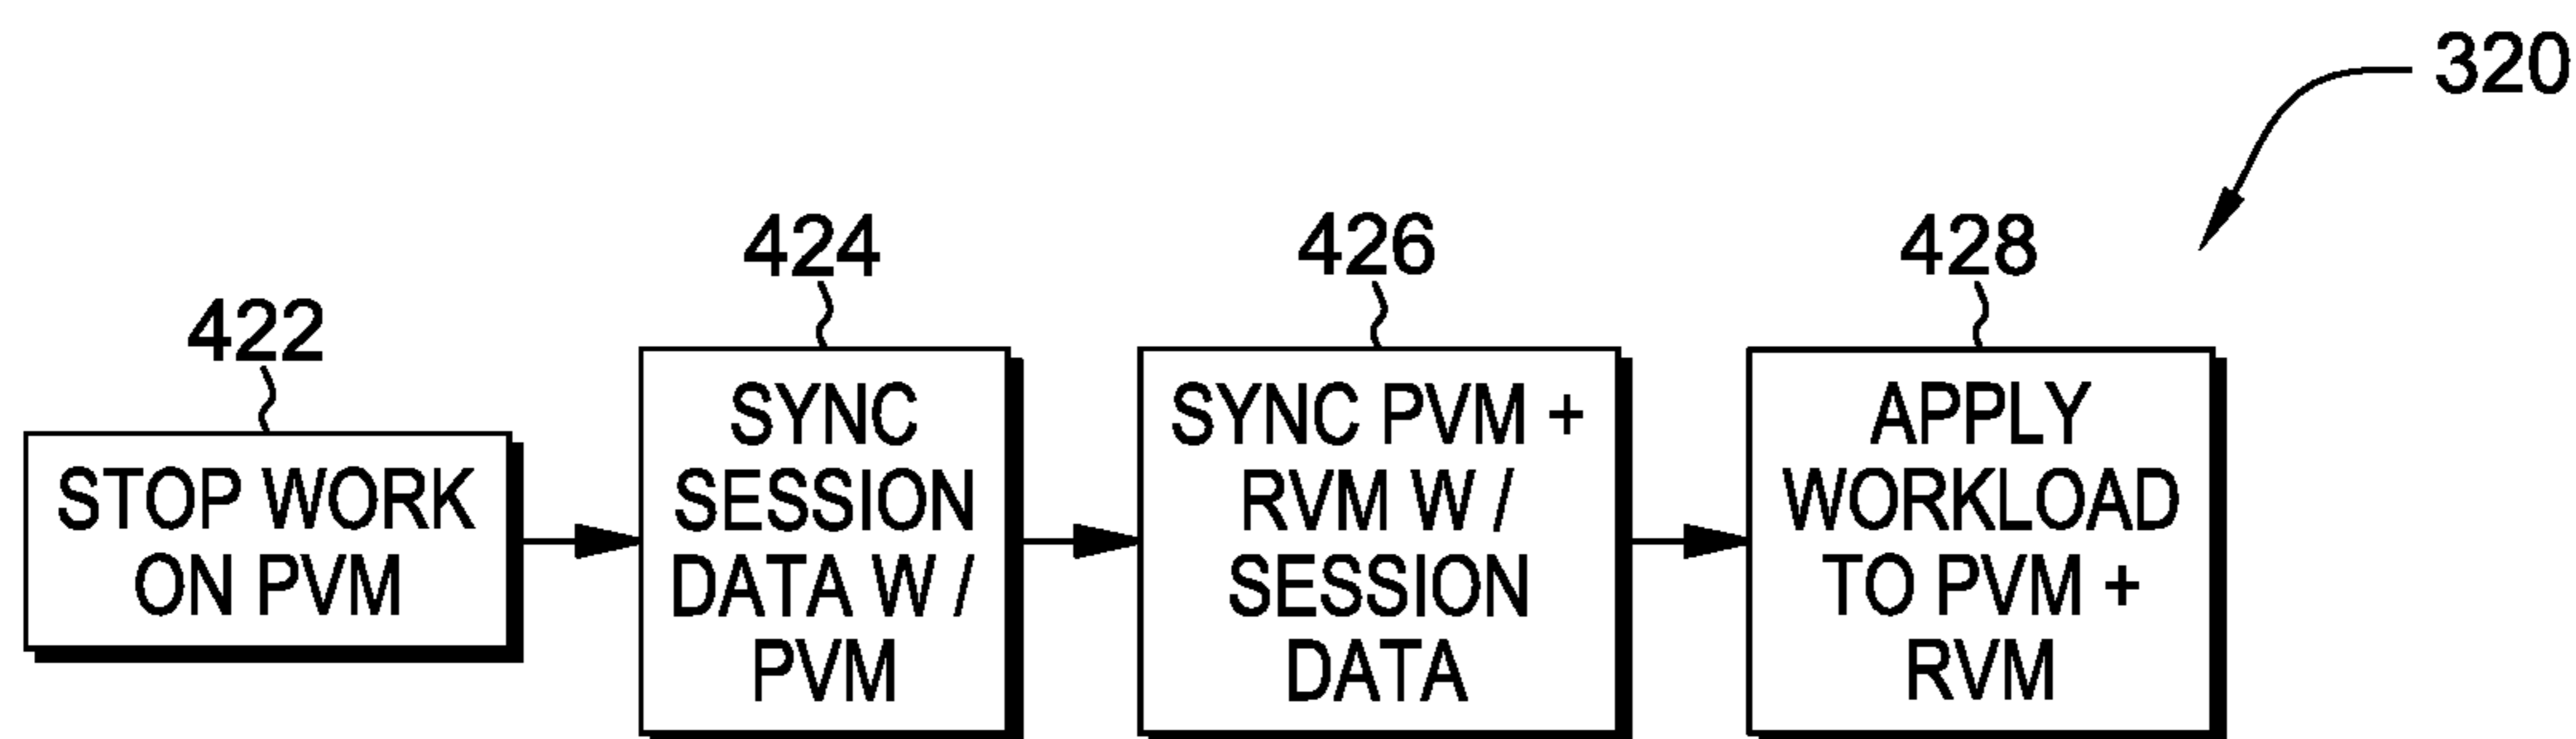 320
422
STOP WORK
ON PVM
424
SYNC
SESSION
DATA W /
PVM
426
SYNC PVM +
RVM W /
SESSION
DATA
428
APPLY
WORKLOAD
TO PVM +
RVM